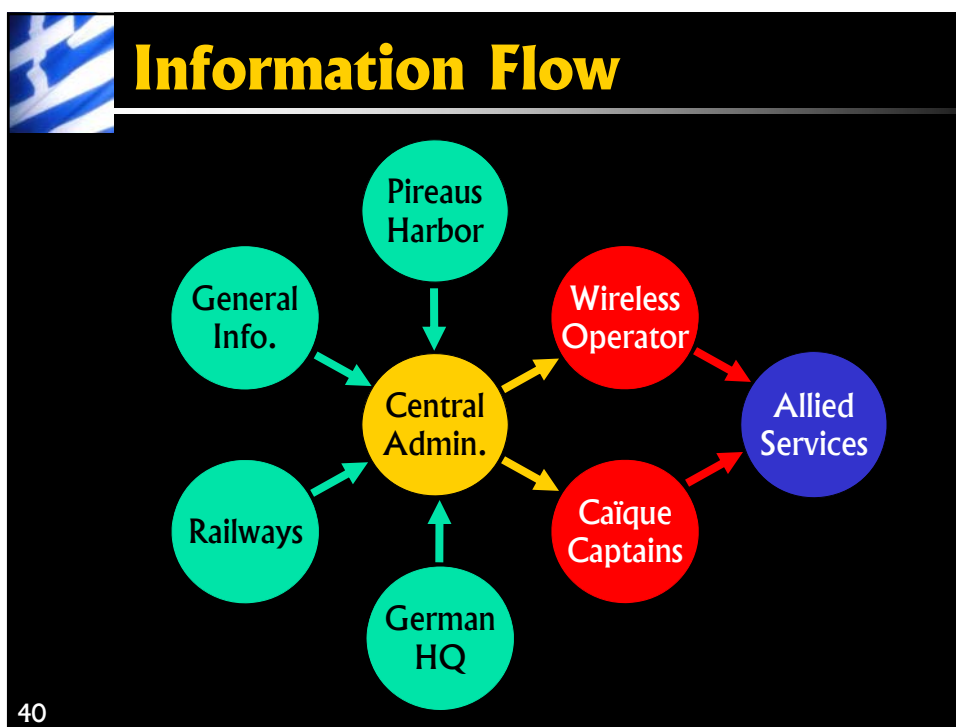 Information Flow
Pireaus
Harbor
General
Info.
Wireless
Operator
Central
Admin.
Allied
Services
Railways
Caïque
Captains
German
HQ
40